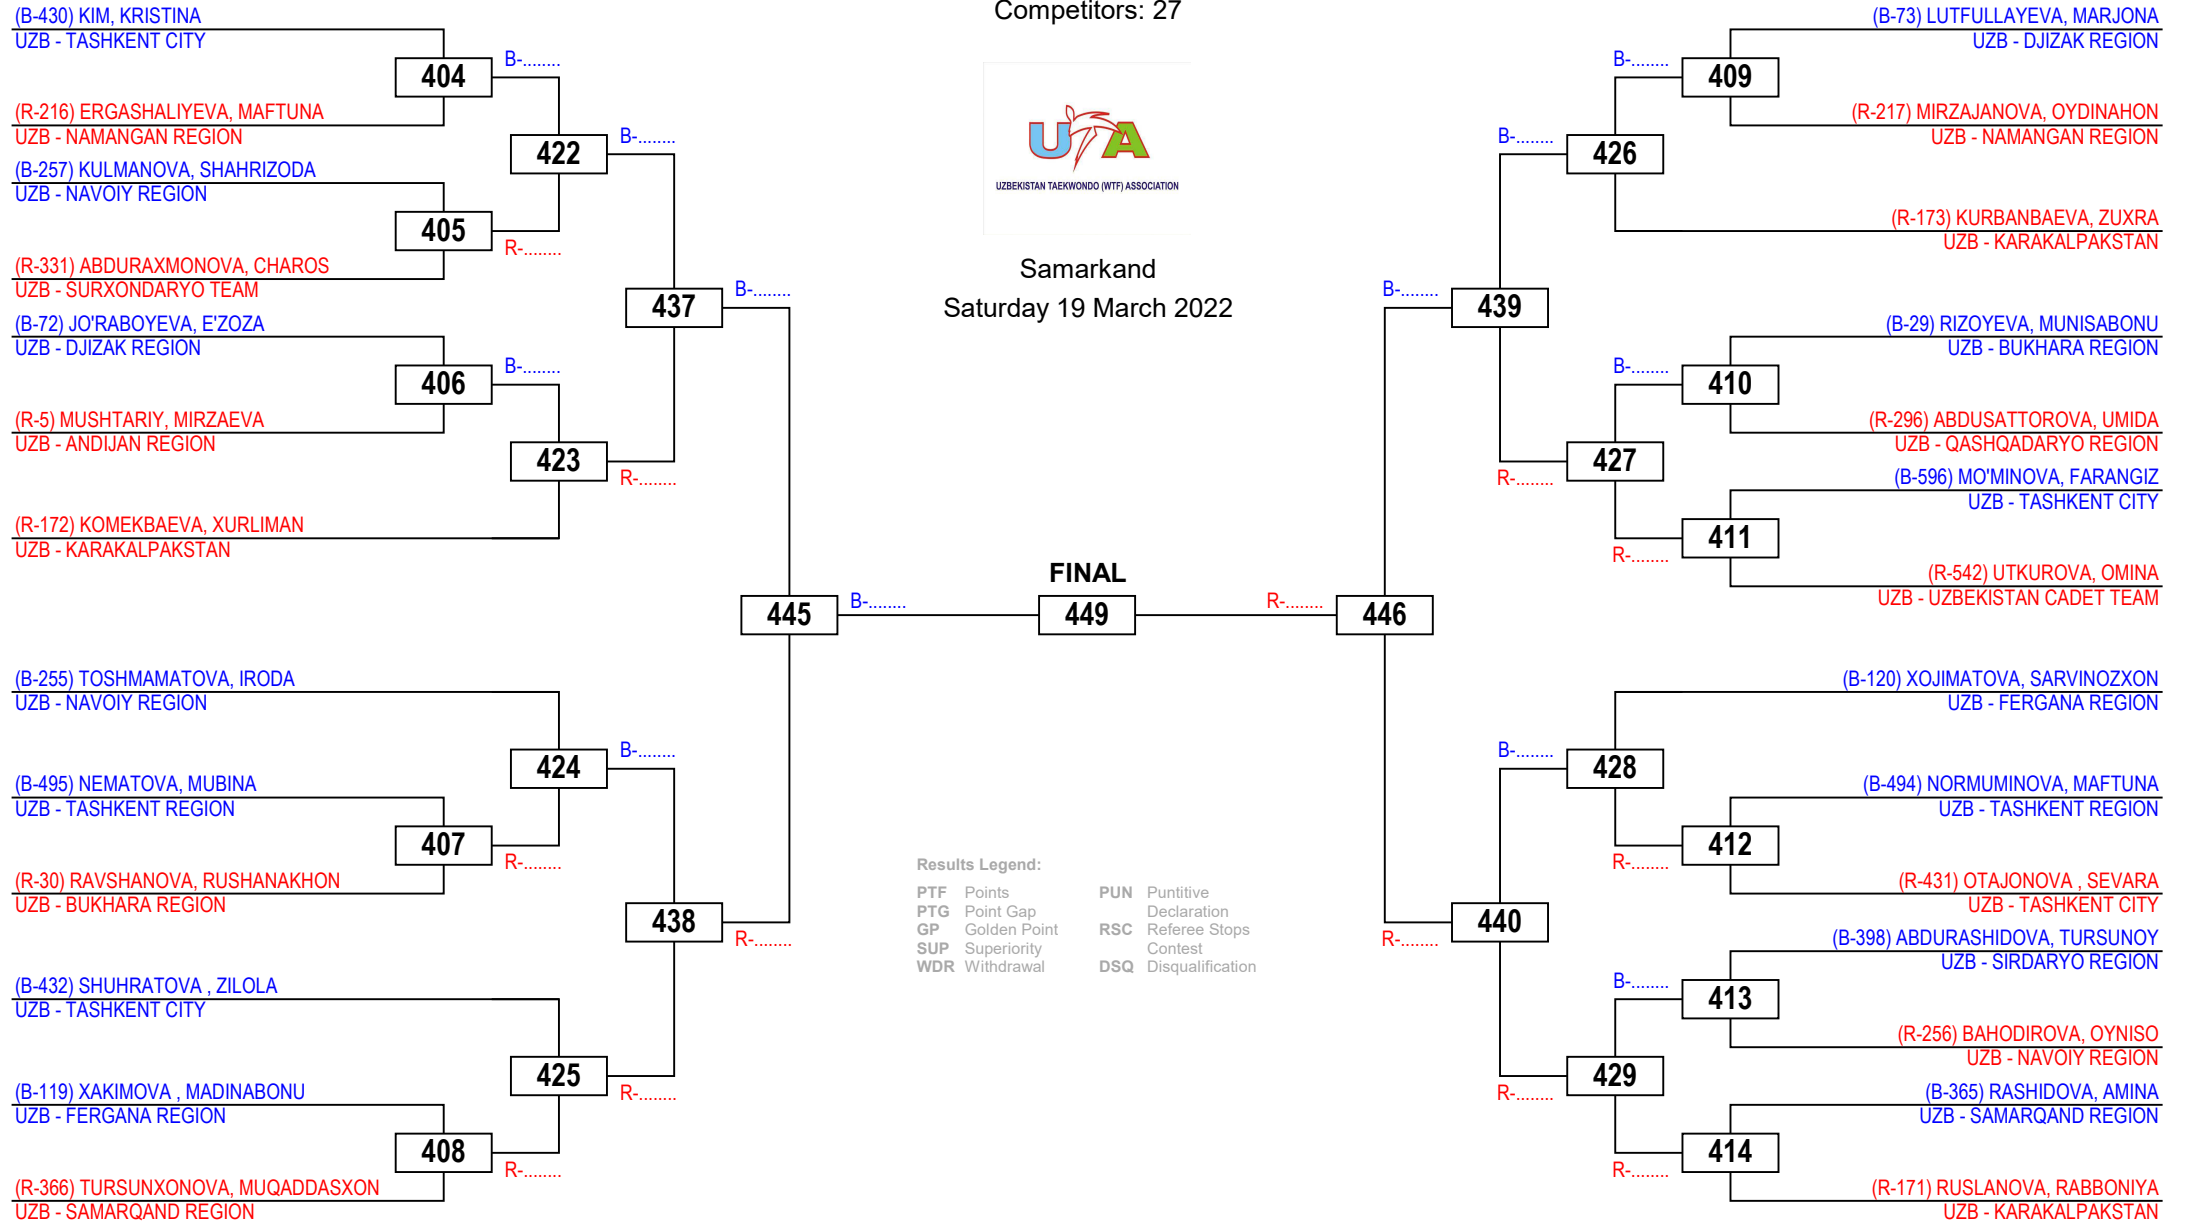 Competitors: 27
UTA
UZBEKISTAN TAEKWONDO (WTF) ASSOCIATION
Samarkand
Saturday 19 March 2022
(B-430) KIM, KRISTINA
UZB - TASHKENT CITY
404
B-........
(R-216) ERGASHALIYEVA, MAFTUNA
UZB - NAMANGAN REGION
422
B-........
(B-257) KULMANOVA, SHAHRIZODA
UZB - NAVOIY REGION
405
R-........
(R-331) ABDURAXMONOVA, CHAROS
UZB - SURXONDARYO TEAM
437
B-........
(B-72) JO'RABOYEVA, E'ZOZA
UZB - DJIZAK REGION
406
B-........
(R-5) MUSHTARIY, MIRZAEVA
UZB - ANDIJAN REGION
423
R-........
(R-172) KOMEKBAEVA, XURLIMAN
UZB - KARAKALPAKSTAN
445
B-........
(B-255) TOSHMAMATOVA, IRODA
UZB - NAVOIY REGION
424
B-........
(B-495) NEMATOVA, MUBINA
UZB - TASHKENT REGION
407
R-........
(R-30) RAVSHANOVA, RUSHANAKHON
UZB - BUKHARA REGION
438
R-........
(B-432) SHUHRATOVA , ZILOLA
UZB - TASHKENT CITY
425
R-........
(B-119) XAKIMOVA , MADINABONU
UZB - FERGANA REGION
408
R-........
(R-366) TURSUNXONOVA, MUQADDASXON
UZB - SAMARQAND REGION
FINAL
449
Results Legend:
PTF Points
PTG Point Gap
GP Golden Point
SUP Superiority
WDR Withdrawal
PUN Puntitive
Declaration
RSC Referee Stops
Contest
DSQ Disqualification
(B-73) LUTFULLAYEVA, MARJONA
UZB - DJIZAK REGION
B-........
409
(R-217) MIRZAJANOVA, OYDINAHON
UZB - NAMANGAN REGION
B-........
426
(R-173) KURBANBAEVA, ZUXRA
UZB - KARAKALPAKSTAN
B-........
439
(B-29) RIZOYEVA, MUNISABONU
UZB - BUKHARA REGION
B-........
410
(R-296) ABDUSATTOROVA, UMIDA
UZB - QASHQADARYO REGION
R-........
427
(B-596) MO'MINOVA, FARANGIZ
UZB - TASHKENT CITY
R-........
411
(R-542) UTKUROVA, OMINA
UZB - UZBEKISTAN CADET TEAM
R-........
446
(B-120) XOJIMATOVA, SARVINOZXON
UZB - FERGANA REGION
B-........
428
(B-494) NORMUMINOVA, MAFTUNA
UZB - TASHKENT REGION
R-........
412
(R-431) OTAJONOVA , SEVARA
UZB - TASHKENT CITY
R-........
440
(B-398) ABDURASHIDOVA, TURSUNOY
UZB - SIRDARYO REGION
B-........
413
(R-256) BAHODIROVA, OYNISO
UZB - NAVOIY REGION
R-........
429
(B-365) RASHIDOVA, AMINA
UZB - SAMARQAND REGION
R-........
414
(R-171) RUSLANOVA, RABBONIYA
UZB - KARAKALPAKSTAN